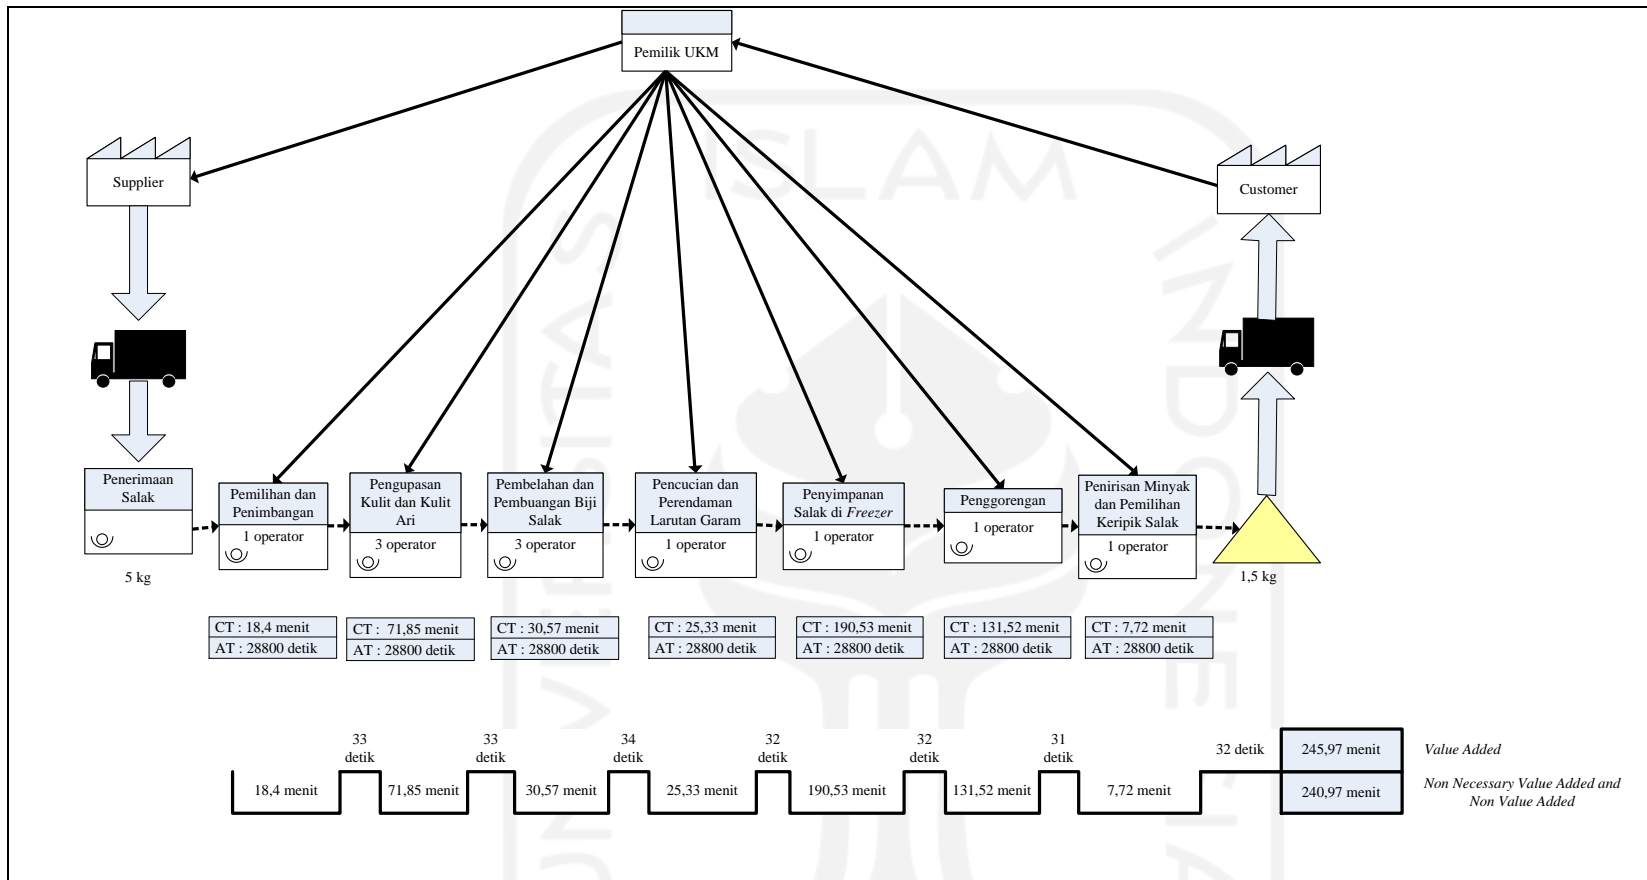 Pemilik UKM
Supplier
Customer
Penerimaan
Salak
5 kg
Pemilihan dan
Penimbangan
1 operator
Pengupasan
Kulit dan Kulit
Ari
3 operator
Pembelahan dan
Pembuangan Biji
Salak
3 operator
Pencucian dan
Perendaman
Larutan Garam
1 operator
Penyimpanan
Salak di Freezer
1 operator
Penggorengan
1 operator
Penirisan Minyak
dan Pemilihan
Keripik Salak
1 operator
1,5 kg
CT : 18,4 menit
AT : 28800 detik
CT : 71,85 menit
AT : 28800 detik
CT : 30,57 menit
AT : 28800 detik
CT : 25,33 menit
AT : 28800 detik
CT : 190,53 menit
AT : 28800 detik
CT : 131,52 menit
AT : 28800 detik
CT : 7,72 menit
AT : 28800 detik
33
detik
33
detik
34
detik
32
detik
32
detik
31
detik
32 detik
18,4 menit
71,85 menit
30,57 menit
25,33 menit
190,53 menit
131,52 menit
7,72 menit
245,97 menit
Value Added
240,97 menit
Non Necessary Value Added and
Non Value Added
ISLAM